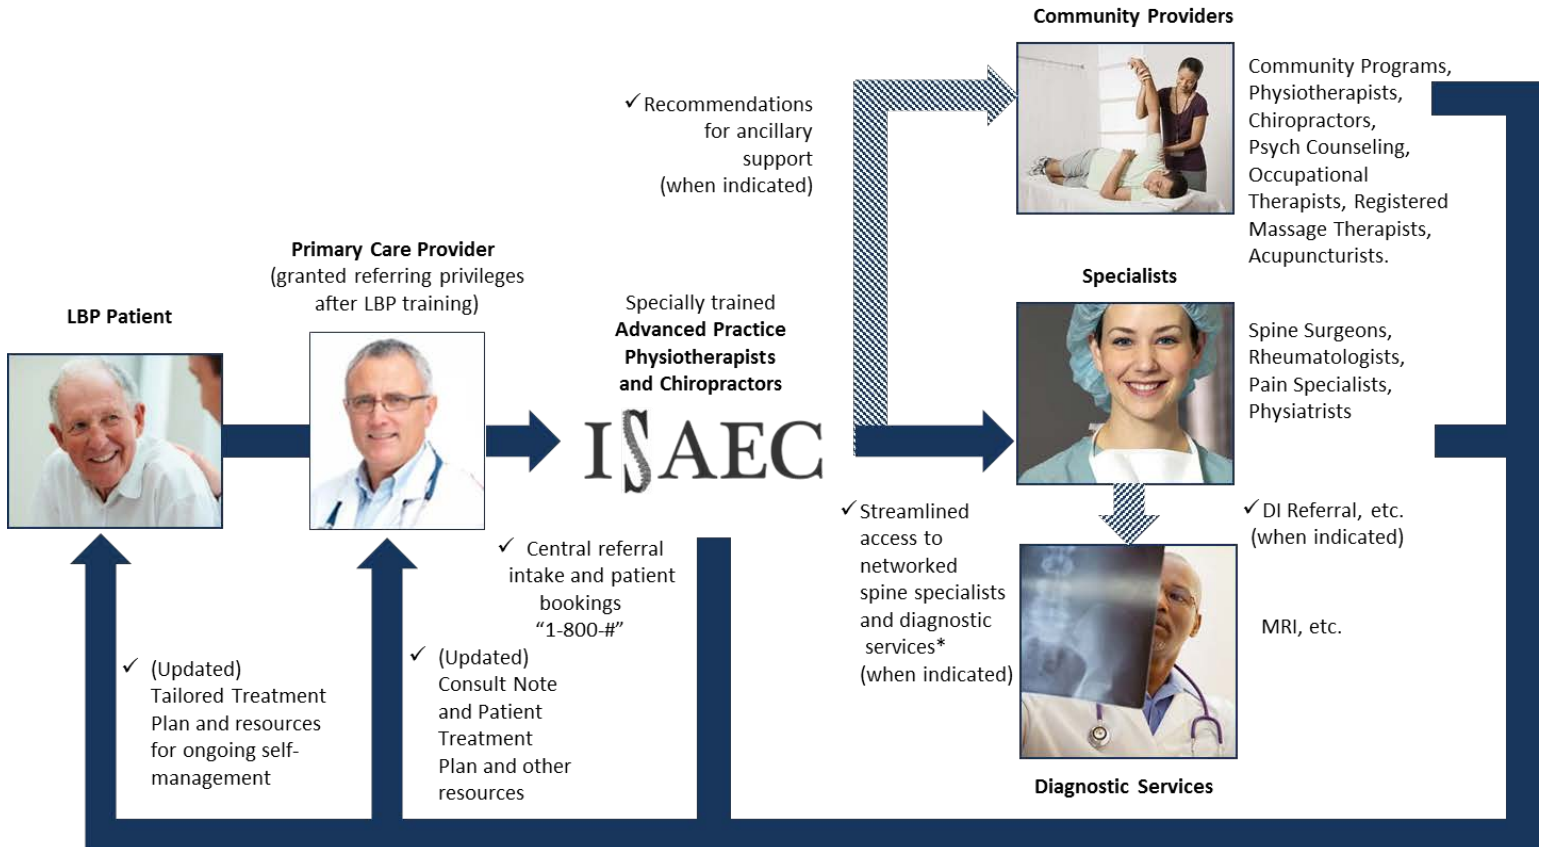 LBP Patient
Primary Care Provider
(granted referring privileges
after LBP training)
Specially trained
Advanced Practice
Physiotherapists
and Chiropractors
ISAEC
✓ Recommendations
for ancillary
support
(when indicated)
Community Providers
Community Programs,
Physiotherapists,
Chiropractors,
Psych Counseling,
Occupational
Therapists, Registered
Massage Therapists,
Acupuncturists.
Specialists
Spine Surgeons,
Rheumatologists,
Pain Specialists,
Physiatrists
✓ Streamlined
access to
networked
spine specialists
and diagnostic
services*
(when indicated)
✓ DI Referral, etc.
(when indicated)
MRI, etc.
Diagnostic Services
✓ Central referral
intake and patient
bookings
“1-800-#”
✓ (Updated)
Tailored Treatment
Plan and resources
for ongoing self-
management
✓ (Updated)
Consult Note
and Patient
Treatment
Plan and other
resources